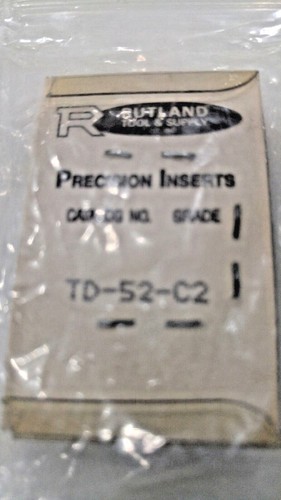 R RUTLAND
TOOL & SUPPLY
PRECISION INSERTS
CATALOG NO. GRADE
TD-52-C2